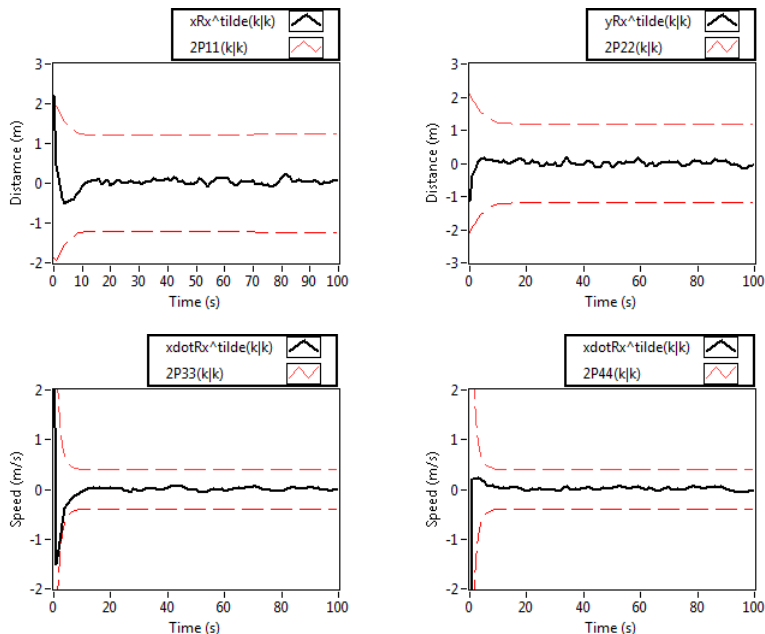 xRx^tilde(k|k)
2P11(k|k)
3
2
1
0
-1
-2
Distamce (m)
0 10 20 30 40 50 60 70 80 90 100
Time (s)
yRx^tilde(k|k)
2P22(k|k)
3
2
1
0
-1
-2
-3
Distance (m)
0 20 40 60 80 100
Time (s)
xdotRx^tilde(k|k)
2P33(k|k)
2
1
0
-1
-2
Speed (m/s)
0 20 40 60 80 100
Time (s)
xdotRx^tilde(k|k)
2P44(k|k)
2
1
0
-1
-2
Speed (m/s)
0 20 40 60 80 100
Time (s)